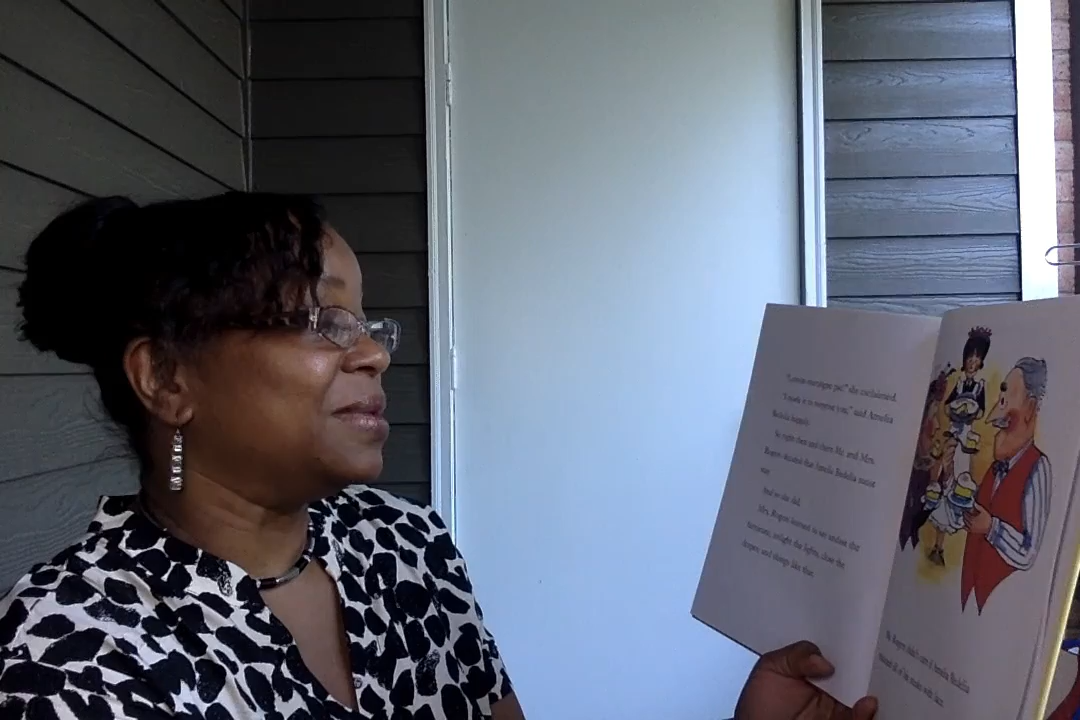 "Lemon meringue pie!" she exclaimed.
"I made it to surprise you," said Amelia
Bedelia happily.
So right then and there Mr. and Mrs.
Rogers decided that Amelia Bedelia must
stay.
And so she did.
Mrs. Rogers learned to say undust the
furniture, unlight the lights, close the
drapes, and things like that.
Mr. Rogers didn't care if Amelia Bedelia
trimmed all of his steaks with lace.